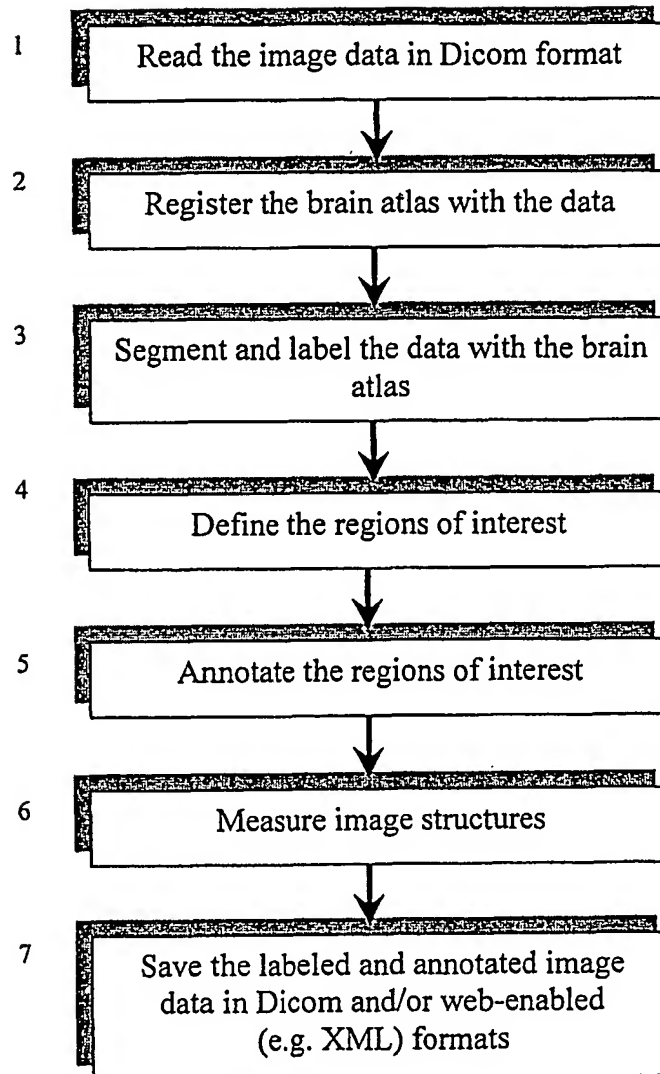 1
Read the image data in Dicom format
2
Register the brain atlas with the data
3
Segment and label the data with the brain
atlas
4
Define the regions of interest
5
Annotate the regions of interest
6
Measure image structures
7
Save the labeled and annotated image
data in Dicom and/or web-enabled
(e.g. XML) formats